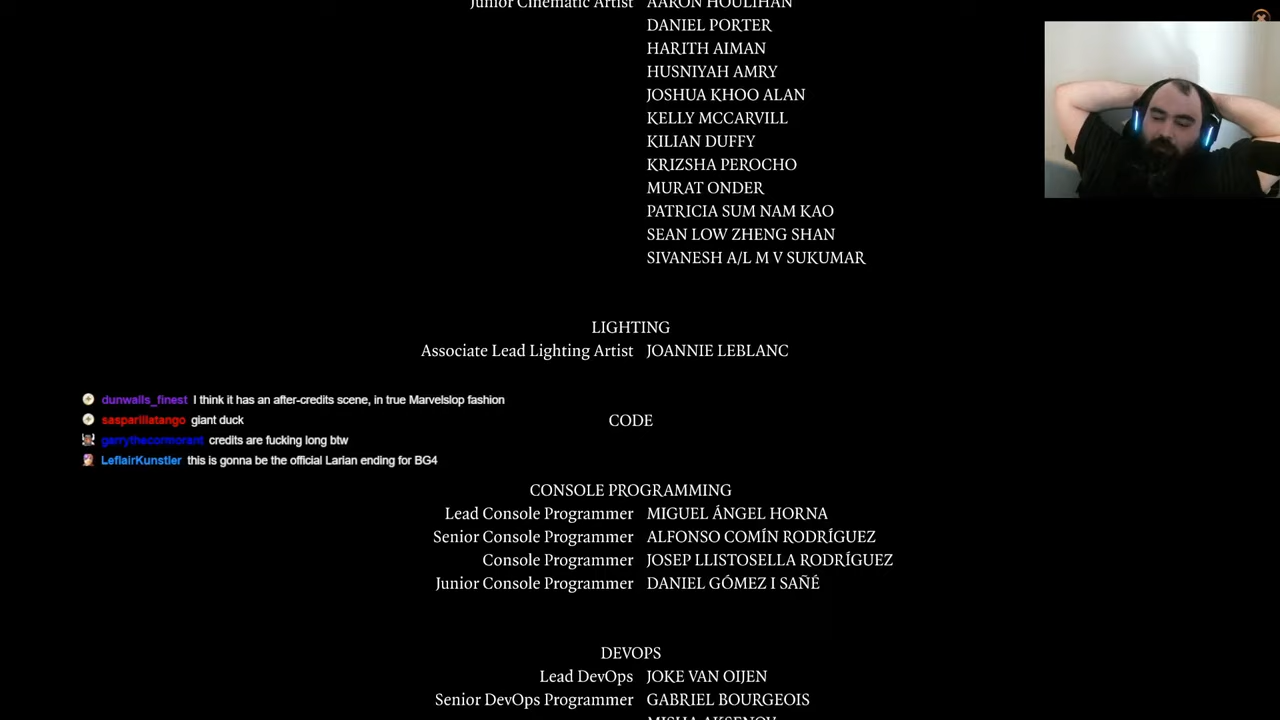 Junior Cinematic Artist AARON HOULIHAN
DANIEL PORTER
HARITH AIMAN
HUSNIYAH AMRY
JOSHUA KHOO ALAN
KELLY MCCARVILL
KILIAN DUFFY
KRIZSHA PEROCHO
MURAT ONDER
PATRICIA SUM NAM KAO
SEAN LOW ZHENG SHAN
SIVANESH A/L M V SUKUMAR
LIGHTING
Associate Lead Lighting Artist JOANNIE LEBLANC
dunwalls_finest I think it has an after-credits scene, in true Marvelslop fashion
sasparillatango giant duck
garrythecormorant credits are fucking long btw
LeflairKunstler this is gonna be the official Larian ending for BG4
CODE
CONSOLE PROGRAMMING
Lead Console Programmer MIGUEL ÁNGEL HORNA
Senior Console Programmer ALFONSO COMÍN RODRÍGUEZ
Console Programmer JOSEP LLISTOSELLA RODRÍGUEZ
Junior Console Programmer DANIEL GÓMEZ I SAÑÉ
DEVOPS
Lead DevOps JOKE VAN OIJEN
Senior DevOps Programmer GABRIEL BOURGEOIS
MISHA AKSENOV